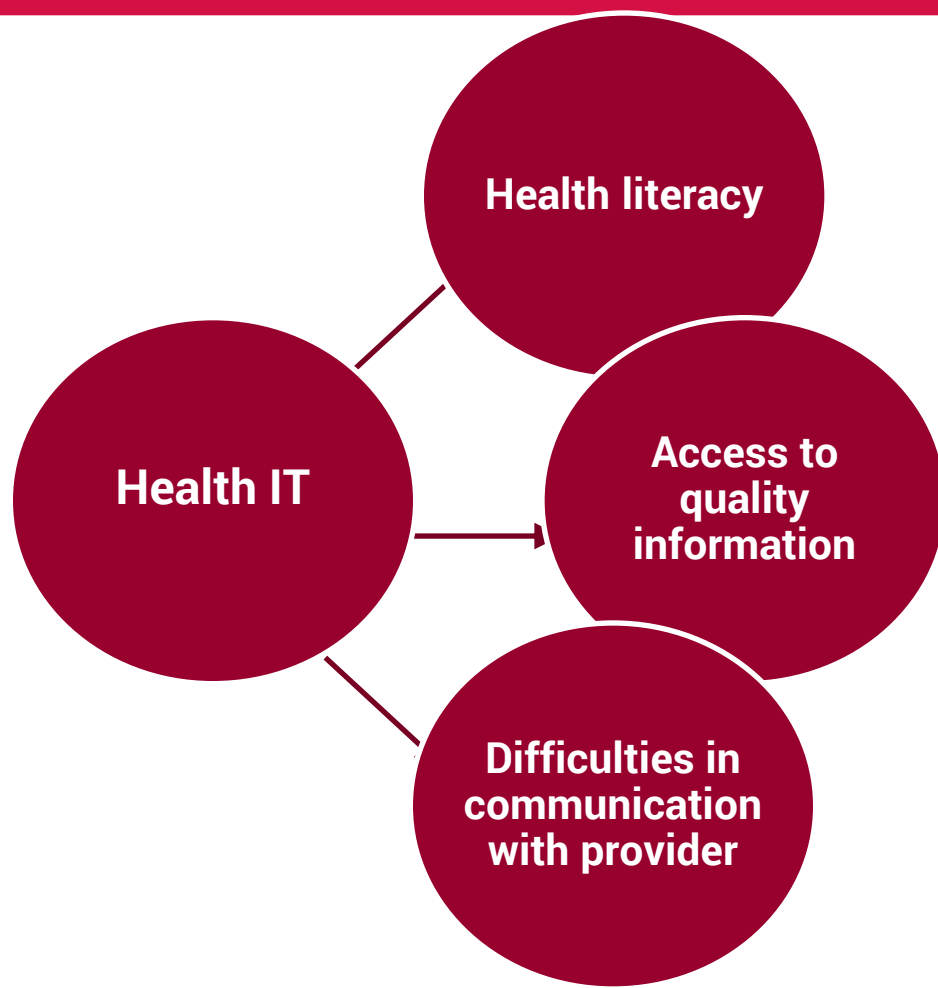 Health literacy
Health IT
Access to
quality
information
Difficulties in
communication
with provider